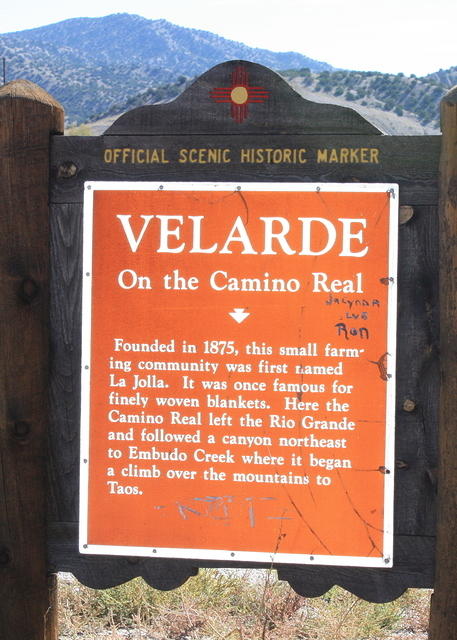 OFFICIAL SCENIC HISTORIC MARKER
VELARDE
On the Camino Real
Ron
Founded in 1875, this small farm-
ing community was first named
La Jolla. It was once famous for
finely woven blankets. Here the
Camino Real left the Rio Grande
and followed a canyon northeast
to Embudo Creek where it began
a climb over the mountains to
Taos.